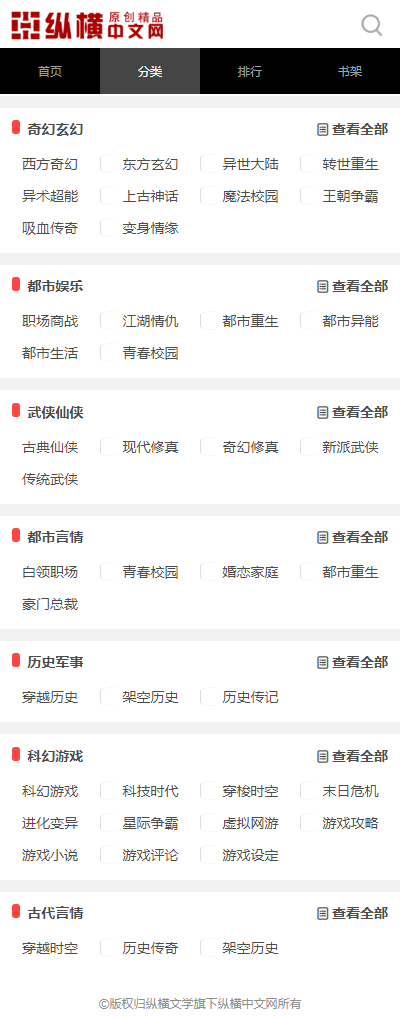 纵横 原创精品
中文网
首页 分类 排行 书架
奇幻玄幻 查看全部
西方奇幻 东方玄幻 异世大陆 转世重生
异术超能 上古神话 魔法校园 王朝争霸
吸血传奇 变身情缘
都市娱乐 查看全部
职场商战 江湖情仇 都市重生 都市异能
都市生活 青春校园
武侠仙侠 查看全部
古典仙侠 现代修真 奇幻修真 新派武侠
传统武侠
都市言情 查看全部
白领职场 青春校园 婚恋家庭 都市重生
豪门总裁
历史军事 查看全部
穿越历史 架空历史 历史传记
科幻游戏 查看全部
科幻游戏 科技时代 穿梭时空 末日危机
进化变异 星际争霸 虚拟网游 游戏攻略
游戏小说 游戏评论 游戏设定
古代言情 查看全部
穿越时空 历史传奇 架空历史
©版权归纵横文学旗下纵横中文网所有